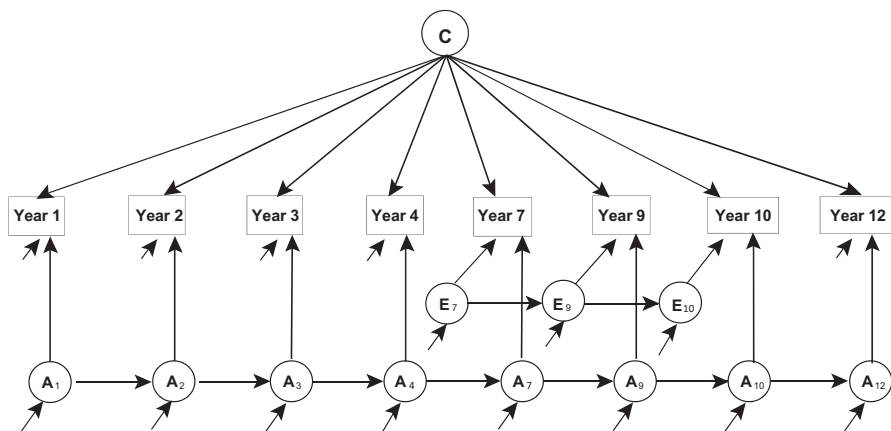 C
Year 1 Year 2 Year 3 Year 4 Year 7 Year 9 Year 10 Year 12
E7 E9 E10
A1 A2 A3 A4 A7 A9 A10 A12